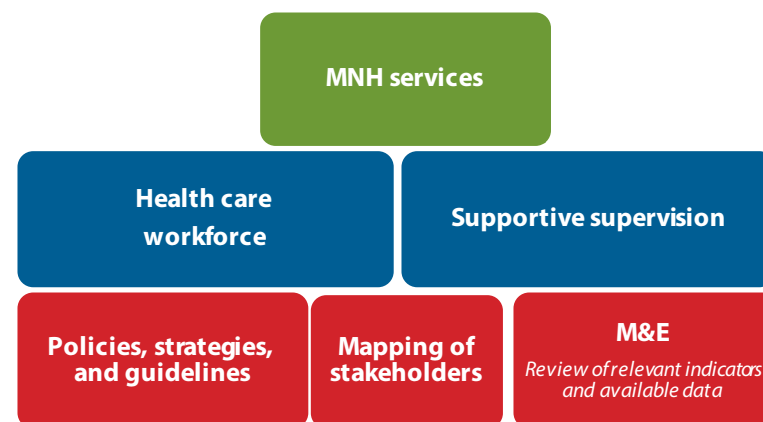 MNH services
Health care
workforce
Supportive supervision
Policies, strategies,
and guidelines
Mapping of
stakeholders
M&E
Review of relevant indicators
and available data